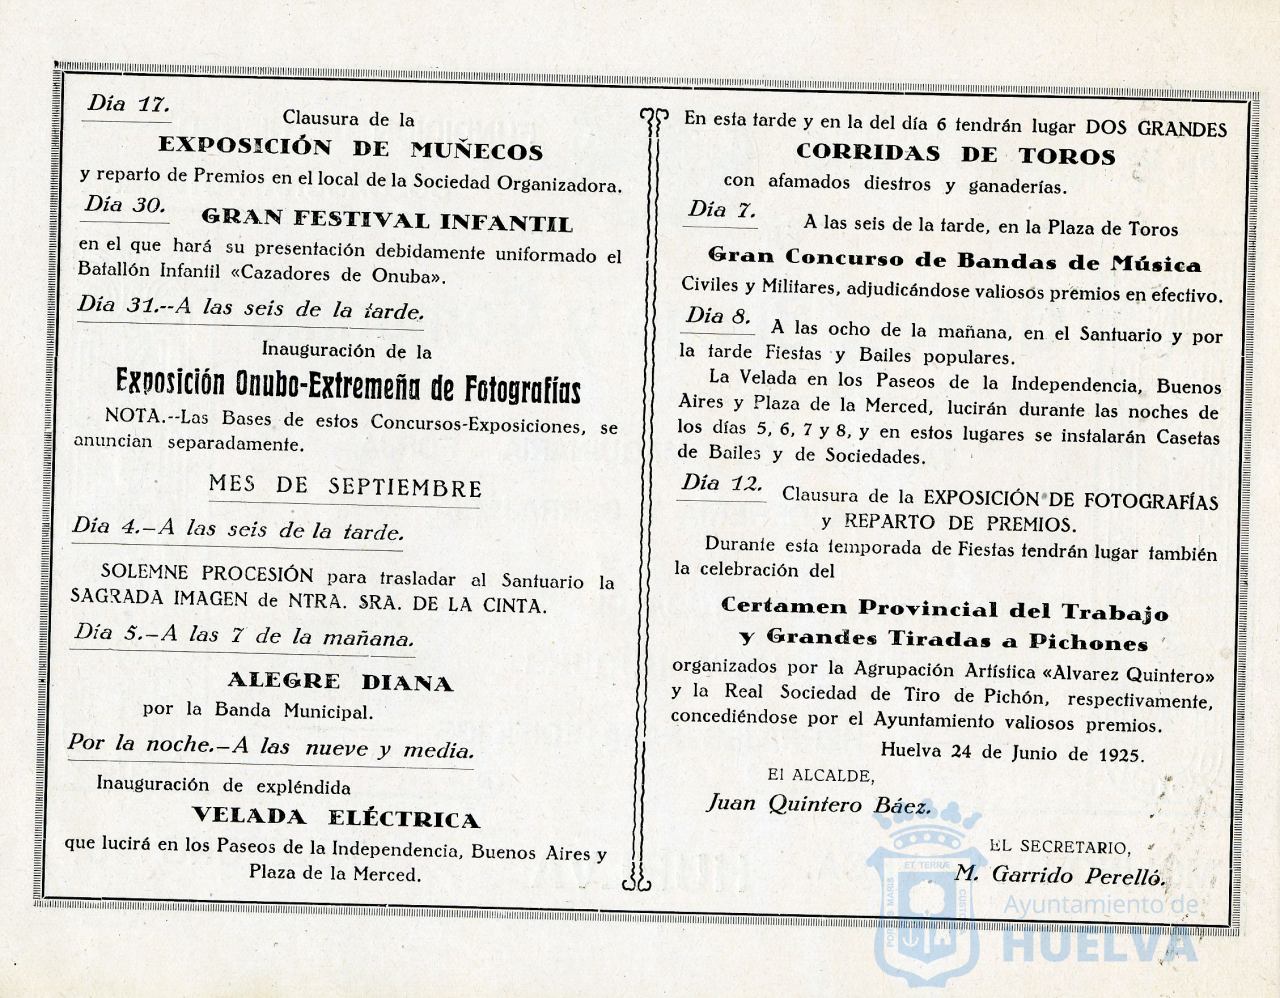 Día 17.
Clausura de la
EXPOSICIÓN DE MUÑECOS
y reparto de Premios en el local de la Sociedad Organizadora.
Día 30.
GRAN FESTIVAL INFANTIL
en el que hará su presentación debidamente uniformado el
Batallón Infantil «Cazadores de Onuba».
Día 31.--A las seis de la tarde.
Inauguración de la
Exposición Onubo-Extremeña de Fotografías
NOTA.--Las Bases de estos Concursos-Exposiciones, se
anuncian separadamente.
MES DE SEPTIEMBRE
Día 4.-A las seis de la tarde.
SOLEMNE PROCESIÓN para trasladar al Santuario la
SAGRADA IMAGEN de NTRA. SRA. DE LA CINTA.
Día 5.-A las 7 de la mañana.
ALEGRE DIANA
por la Banda Municipal.
Por la noche.-A las nueve y media.
Inauguración de expléndida
VELADA ELÉCTRICA
que lucirá en los Paseos de la Independencia, Buenos Aires y
Plaza de la Merced.
En esta tarde y en la del día 6 tendrán lugar DOS GRANDES
CORRIDAS DE TOROS
con afamados diestros y ganaderías.
Día 7.
A las seis de la tarde, en la Plaza de Toros
Gran Concurso de Bandas de Música
Civiles y Militares, adjudicándose valiosos premios en efectivo.
Día 8.
A las ocho de la mañana, en el Santuario y por
la tarde Fiestas y Bailes populares.
La Velada en los Paseos de la Independencia, Buenos
Aires y Plaza de la Merced, lucirán durante las noches de
los días 5, 6, 7 y 8, y en estos lugares se instalarán Casetas
de Bailes y de Sociedades.
Día 12.
Clausura de la EXPOSICIÓN DE FOTOGRAFÍAS
y REPARTO DE PREMIOS.
Durante esta temporada de Fiestas tendrán lugar también
la celebración del
Certamen Provincial del Trabajo
y Grandes Tiradas a Pichones
organizados por la Agrupación Artística «Alvarez Quintero»
y la Real Sociedad de Tiro de Pichón, respectivamente,
concediéndose por el Ayuntamiento valiosos premios.
Huelva 24 de Junio de 1925.
El ALCALDE,
Juan Quintero Báez.
EL SECRETARIO,
M. Garrido Perelló.
PORTUS MARIS ET TERRÆ CUSTODIA
Ayuntamiento de
HUELVA